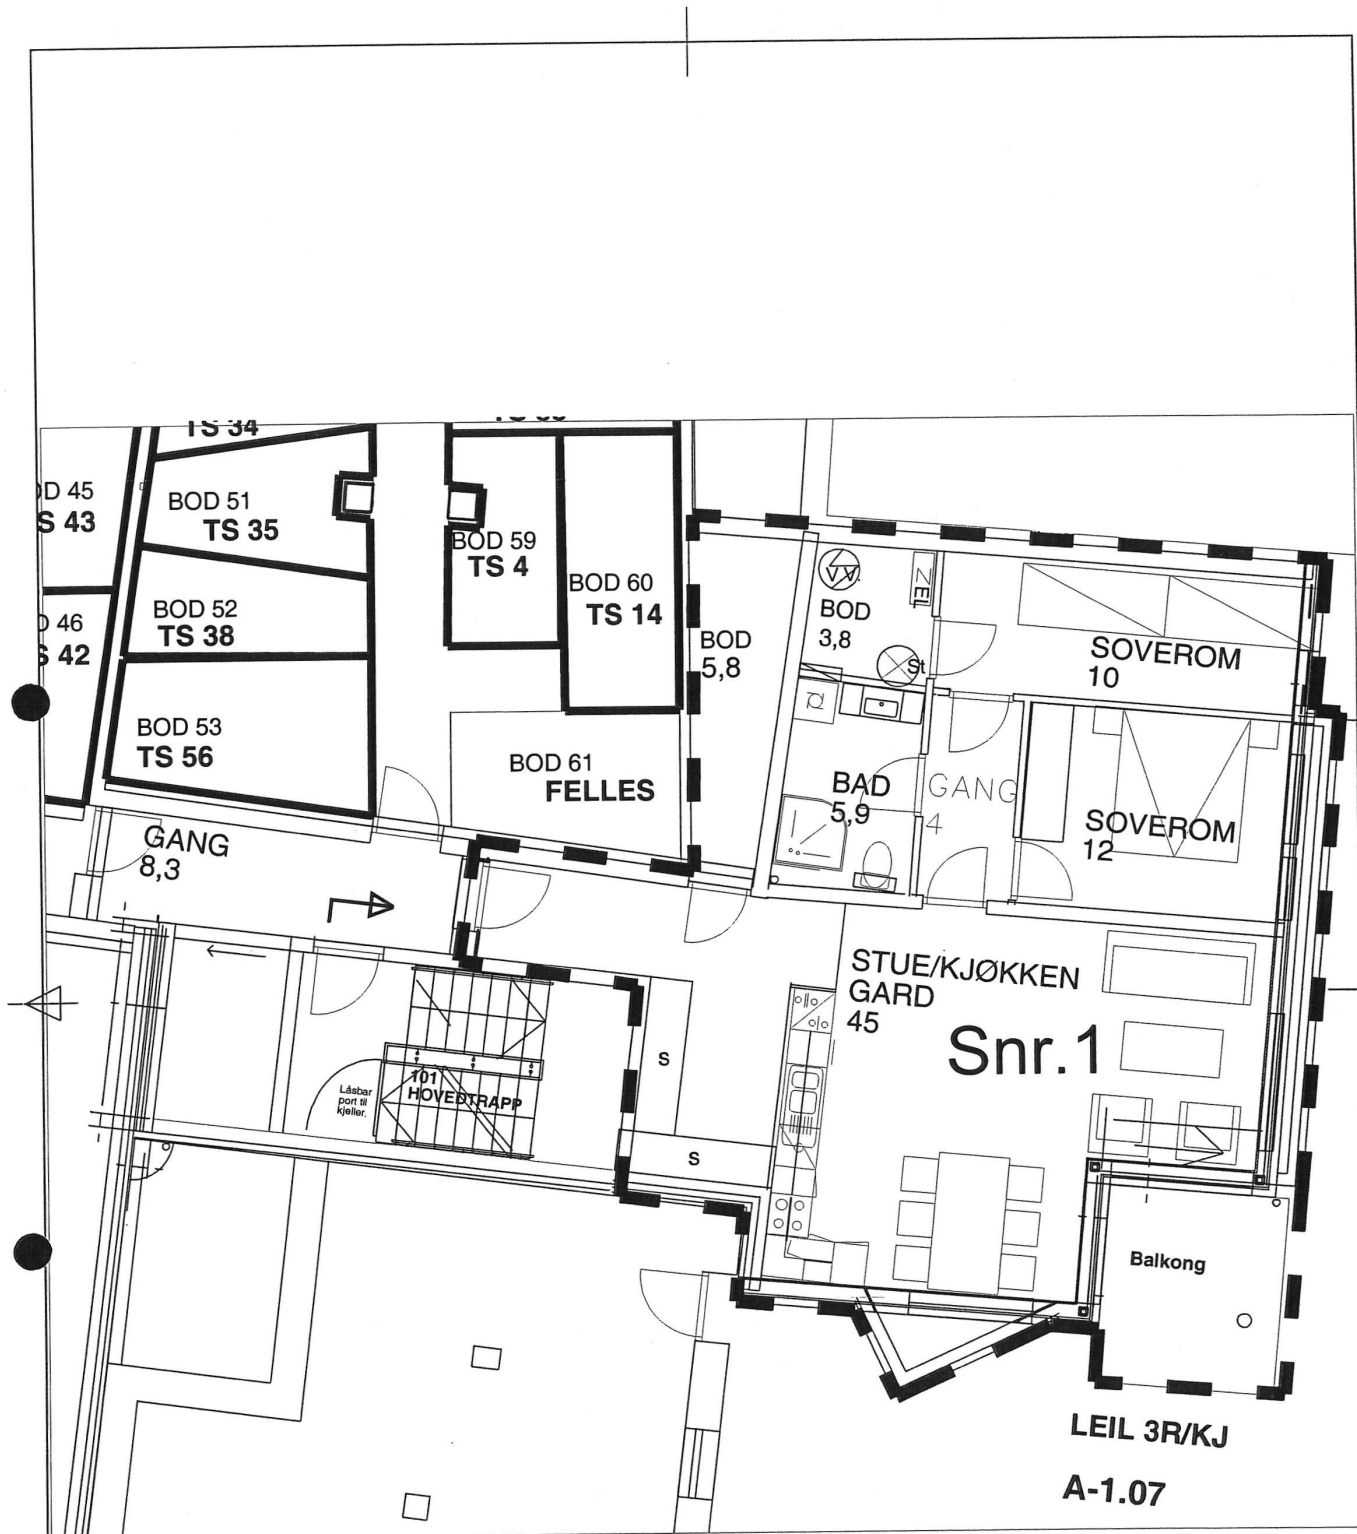 TS 34
BOD 51
TS 35
BOD 52
TS 38
BOD 53
TS 56
45
43
46
42
BOD 59
TS 4
BOD 60
TS 14
BOD 61
FELLES
BOD
5,8
BOD
3,8
St
SOVEROM
10
BAD
5,9
GANG
4
SOVEROM
12
GANG
8,3
STUE/KJØKKEN
GARD
45
Snr.1
S
S
101
HOVEDTRAPP
Låsbar
port til
kjeller.
Balkong
LEIL 3R/KJ
A-1.07